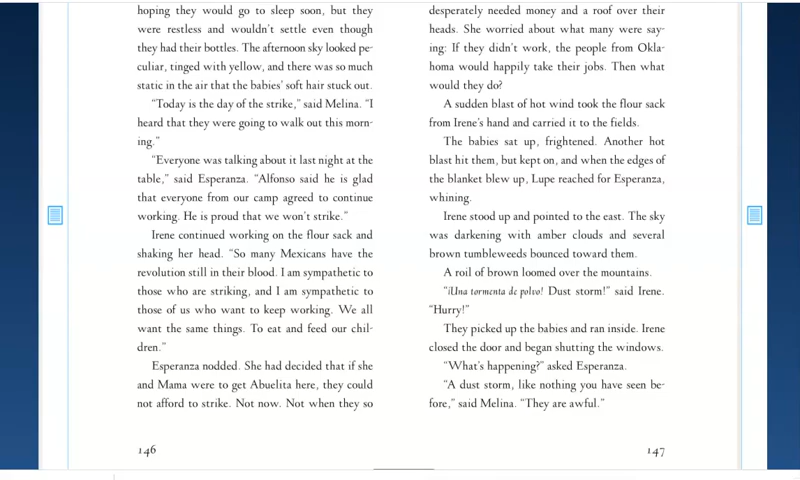 hoping they would go to sleep soon, but they
were restless and wouldn't settle even though
they had their bottles. The afternoon sky looked pe-
culiar, tinged with yellow, and there was so much
static in the air that the babies' soft hair stuck out.
"Today is the day of the strike," said Melina. "I
heard that they were going to walk out this morn-
ing."
"Everyone was talking about it last night at the
table," said Esperanza. "Alfonso said he is glad
that everyone from our camp agreed to continue
working. He is proud that we won't strike."
Irene continued working on the flour sack and
shaking her head. "So many Mexicans have the
revolution still in their blood. I am sympathetic to
those who are striking, and I am sympathetic to
those of us who want to keep working. We all
want the same things. To eat and feed our chil-
dren."
Esperanza nodded. She had decided that if she
and Mama were to get Abuelita here, they could
not afford to strike. Not now. Not when they so
146
desperately needed money and a roof over their
heads. She worried about what many were say-
ing: If they didn't work, the people from Okla-
homa would happily take their jobs. Then what
would they do?
A sudden blast of hot wind took the flour sack
from Irene's hand and carried it to the fields.
The babies sat up, frightened. Another hot
blast hit them, but kept on, and when the edges of
the blanket blew up, Lupe reached for Esperanza,
whining.
Irene stood up and pointed to the east. The sky
was darkening with amber clouds and several
brown tumbleweeds bounced toward them.
A roil of brown loomed over the mountains.
"¡Una tormenta de polvo! Dust storm!" said Irene.
"Hurry!"
They picked up the babies and ran inside. Irene
closed the door and began shutting the windows.
"What's happening?" asked Esperanza.
"A dust storm, like nothing you have seen be-
fore," said Melina. "They are awful."
147